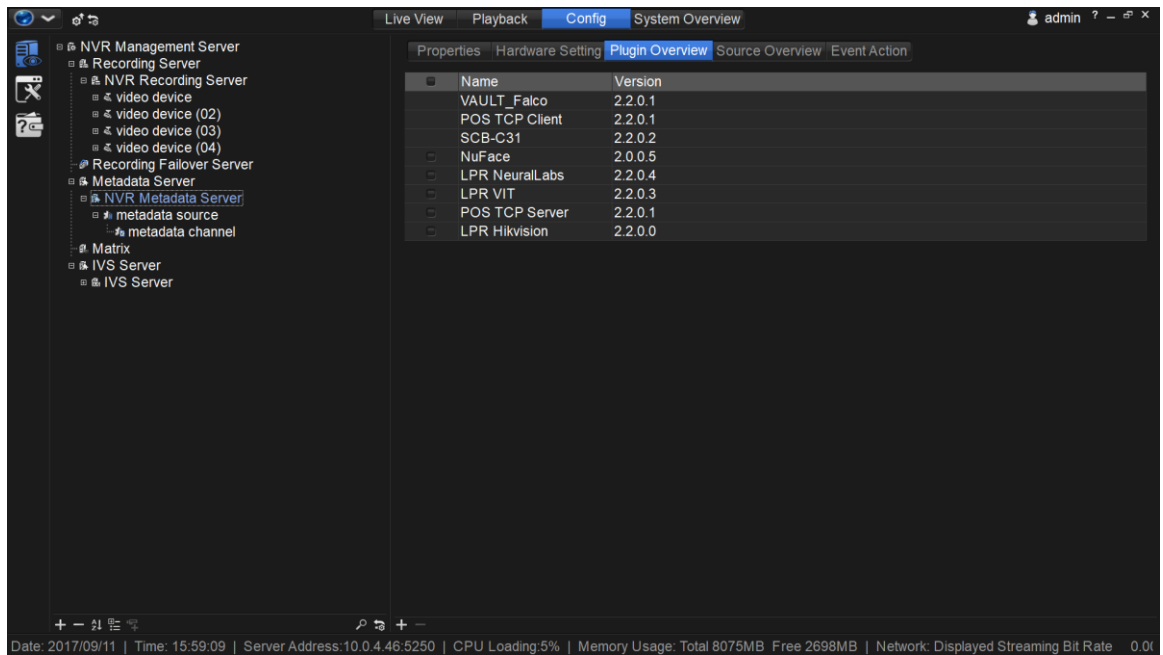 Live View Playback Config System Overview admin ?
NVR Management Server
Recording Server
NVR Recording Server
video device
video device (02)
video device (03)
video device (04)
Recording Failover Server
Metadata Server
NVR Metadata Server
metadata source
metadata channel
Matrix
IVS Server
IVS Server
Properties Hardware Setting Plugin Overview Source Overview Event Action
Name Version
VAULT_Falco 2.2.0.1
POS TCP Client 2.2.0.1
SCB-C31 2.2.0.2
NuFace 2.0.0.5
LPR NeuralLabs 2.2.0.4
LPR VIT 2.2.0.3
POS TCP Server 2.2.0.1
LPR Hikvision 2.2.0.0
Date: 2017/09/11 | Time: 15:59:09 | Server Address:10.0.4.46:5250 | CPU Loading:5% | Memory Usage: Total 8075MB Free 2698MB | Network: Displayed Streaming Bit Rate